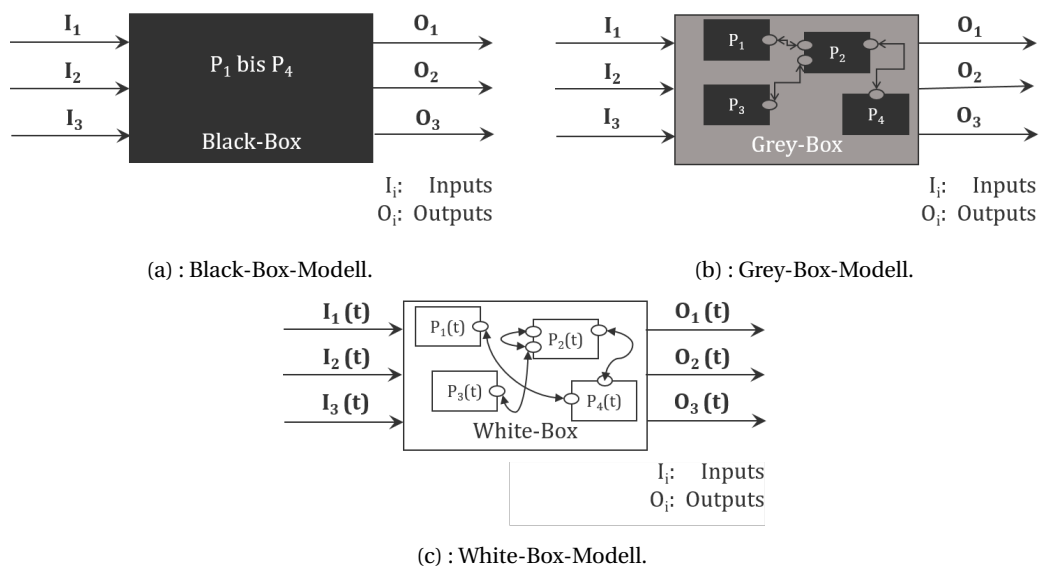 I₁
I₂
I₃
P₁ bis P₄
Black-Box
O₁
O₂
O₃
Iᵢ: Inputs
Oᵢ: Outputs
(a) : Black-Box-Modell.
I₁
I₂
I₃
P₁
P₂
P₃
P₄
Grey-Box
O₁
O₂
O₃
Iᵢ: Inputs
Oᵢ: Outputs
(b) : Grey-Box-Modell.
I₁ (t)
I₂ (t)
I₃ (t)
P₁(t)
P₂(t)
P₃(t)
P₄(t)
White-Box
O₁ (t)
O₂ (t)
O₃ (t)
Iᵢ: Inputs
Oᵢ: Outputs
(c) : White-Box-Modell.